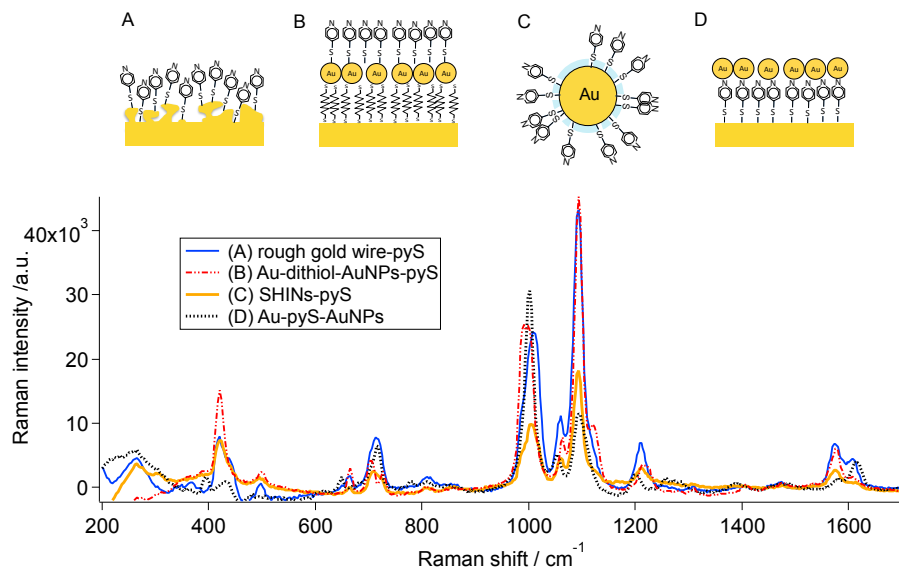 A
B
C
D
N N N N N N N N
S S S S S S S S
Au Au Au Au Au Au
S S S S S S S S
Au
Au Au Au Au Au Au
N N N N N N N N
S S S S S S S S
40x10³
30
20
10
0
Raman intensity /a.u.
(A) rough gold wire-pyS
(B) Au-dithiol-AuNPs-pyS
(C) SHINs-pyS
(D) Au-pyS-AuNPs
200 400 600 800 1000 1200 1400 1600
Raman shift / cm⁻¹